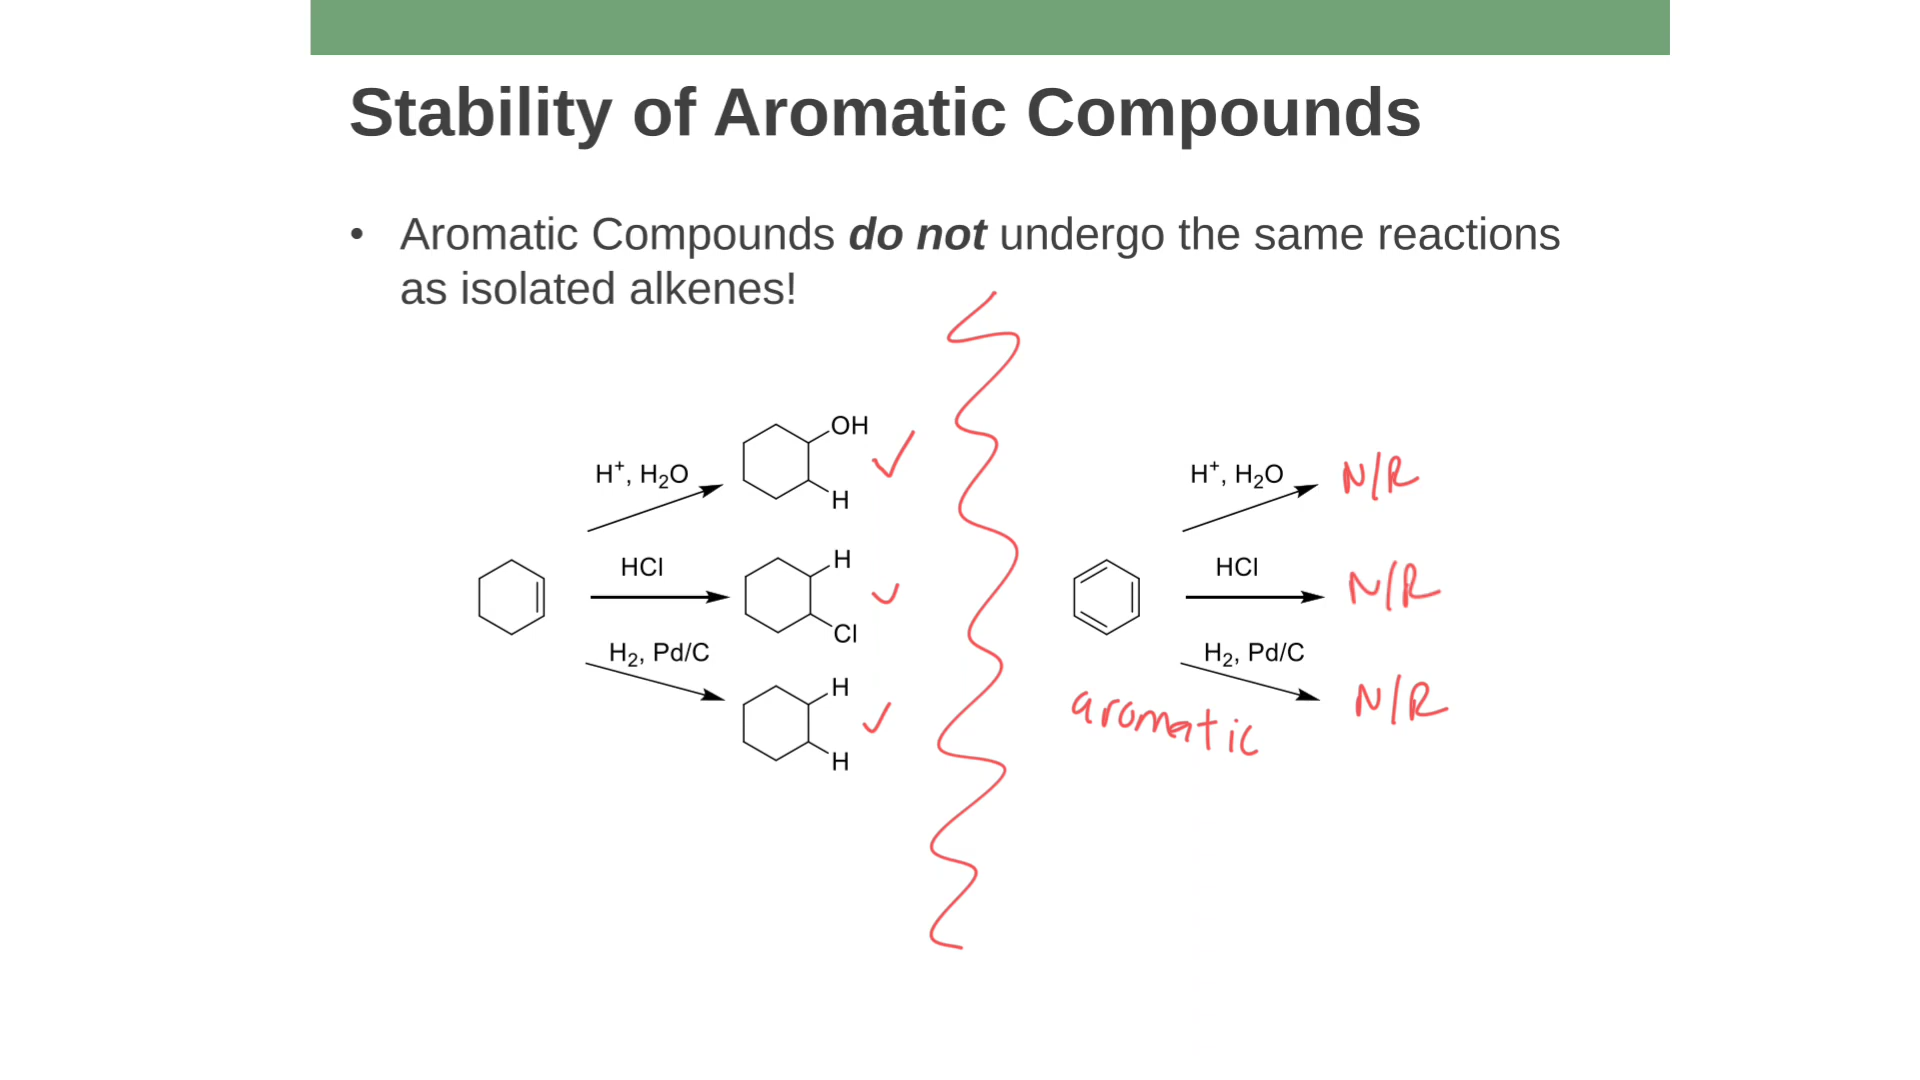 Stability of Aromatic Compounds
• Aromatic Compounds do not undergo the same reactions
as isolated alkenes!
H⁺, H₂O
OH
H
HCl
H
Cl
H₂, Pd/C
H
H
H⁺, H₂O
N/R
HCl
N/R
H₂, Pd/C
N/R
aromatic